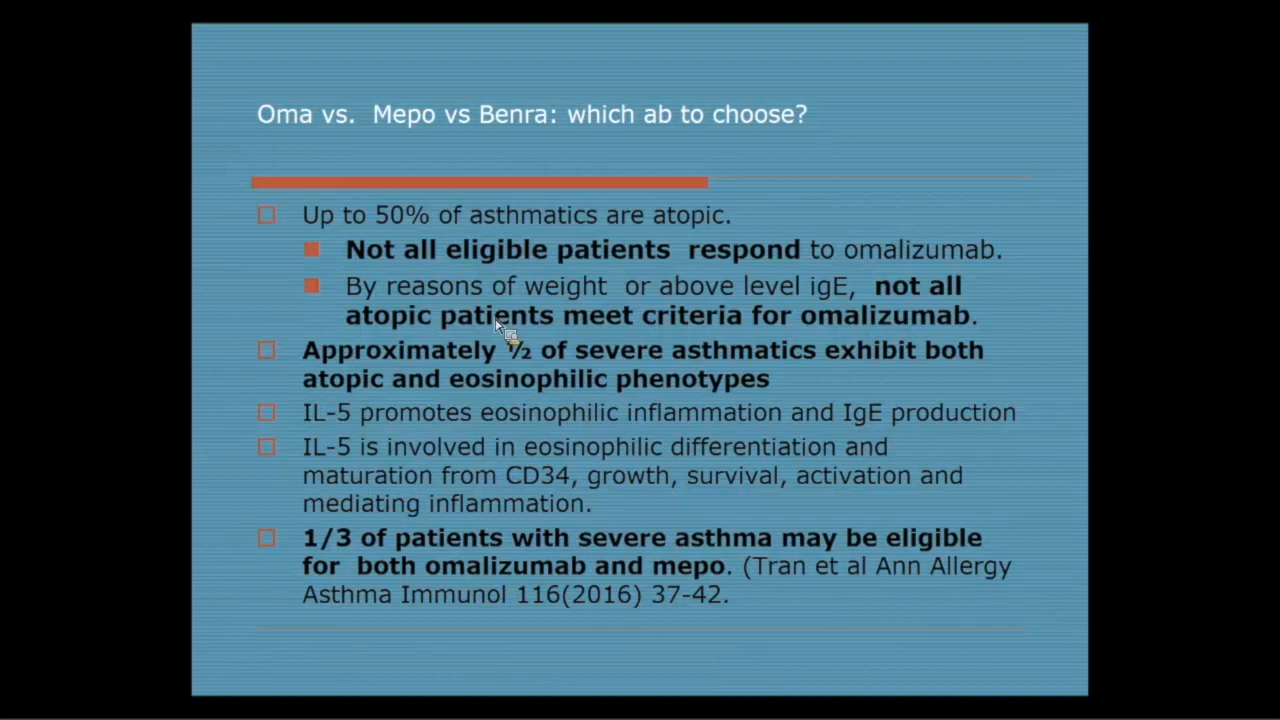 Oma vs.  Mepo vs Benra: which ab to choose?
Up to 50% of asthmatics are atopic.
Not all eligible patients  respond to omalizumab.
By reasons of weight  or above level igE,  not all
atopic patients meet criteria for omalizumab.
Approximately ½ of severe asthmatics exhibit both
atopic and eosinophilic phenotypes
IL-5 promotes eosinophilic inflammation and IgE production
IL-5 is involved in eosinophilic differentiation and
maturation from CD34, growth, survival, activation and
mediating inflammation.
1/3 of patients with severe asthma may be eligible
for  both omalizumab and mepo. (Tran et al Ann Allergy
Asthma Immunol 116(2016) 37-42.